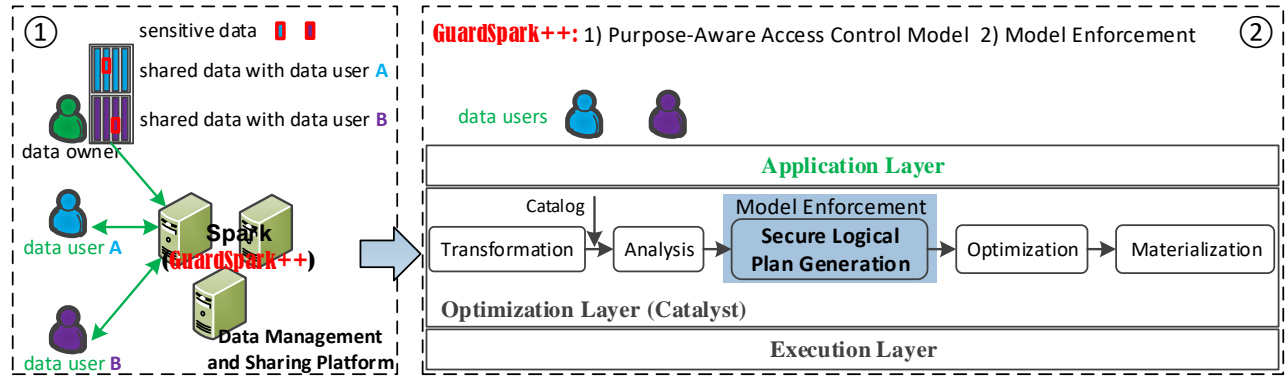 ①
sensitive data
shared data with data user A
shared data with data user B
data owner
data user A
Spark
(GuardSpark++)
data user B
Data Management
and Sharing Platform
GuardSpark++: 1) Purpose-Aware Access Control Model 2) Model Enforcement
②
data users
Application Layer
Catalog
Model Enforcement
Transformation
Analysis
Secure Logical
Plan Generation
Optimization
Materialization
Optimization Layer (Catalyst)
Execution Layer